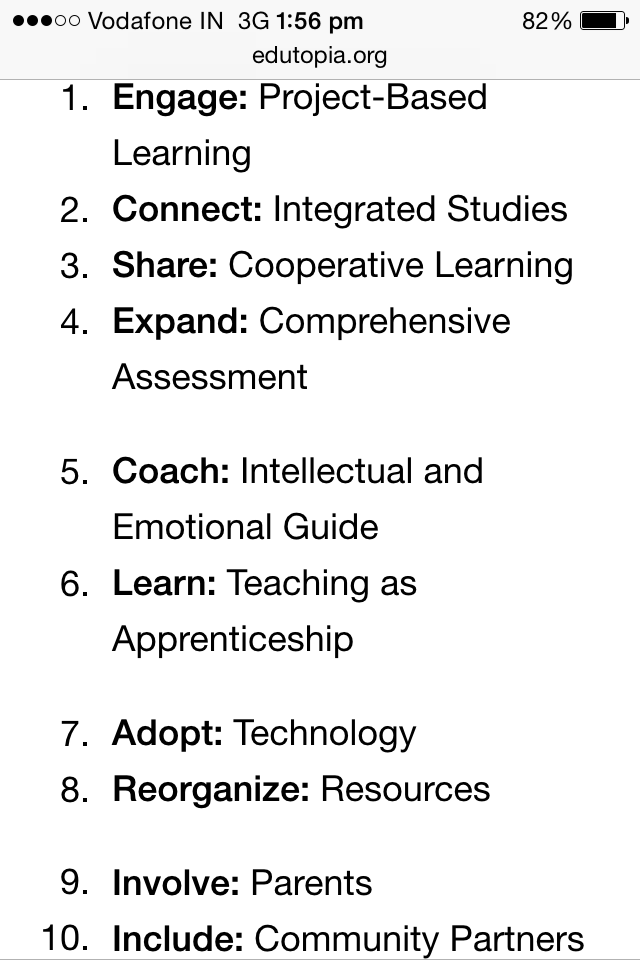 Vodafone IN 3G 1:56 pm 82%
edutopia.org
1. Engage: Project-Based
Learning
2. Connect: Integrated Studies
3. Share: Cooperative Learning
4. Expand: Comprehensive
Assessment
5. Coach: Intellectual and
Emotional Guide
6. Learn: Teaching as
Apprenticeship
7. Adopt: Technology
8. Reorganize: Resources
9. Involve: Parents
10. Include: Community Partners